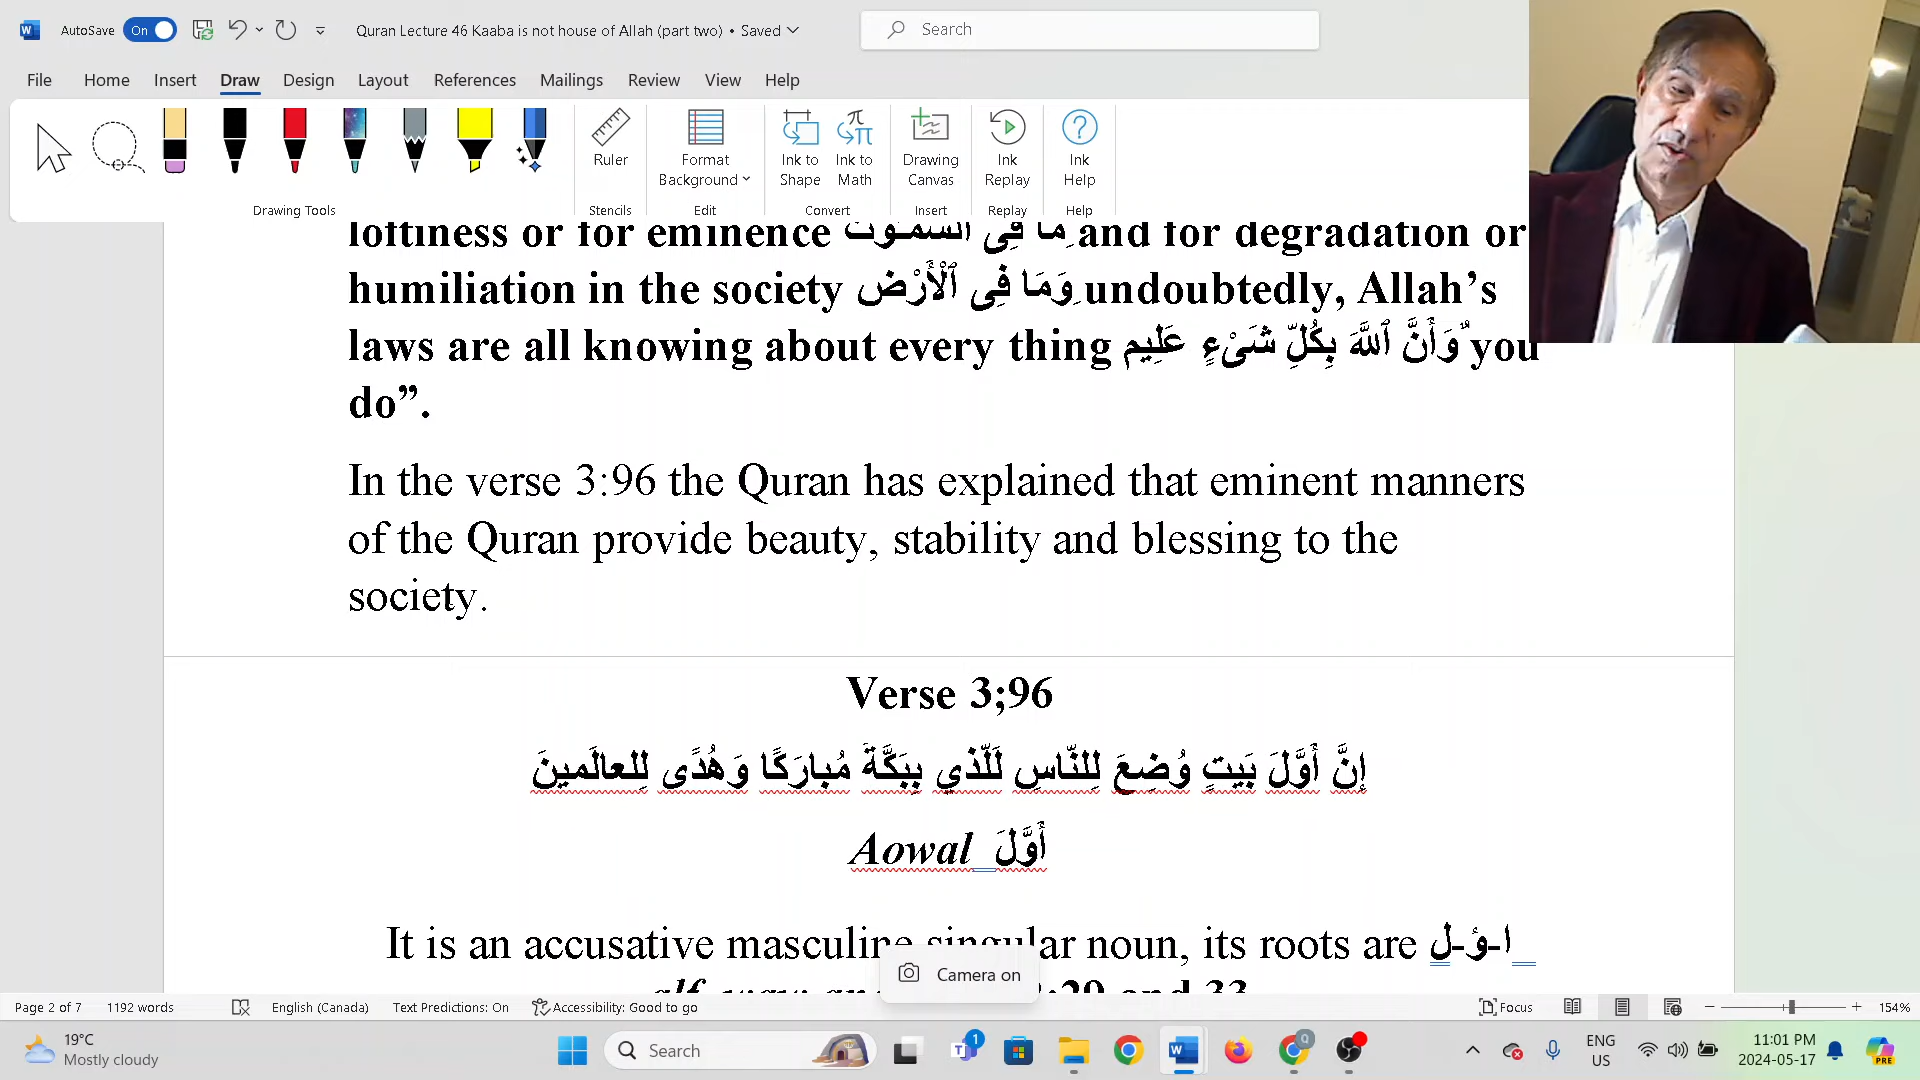 AutoSave On Quran Lecture 46 Kaaba is not house of Allah (part two) • Saved Search
File Home Insert Draw Design Layout References Mailings Review View Help
Ruler Format Background Ink to Shape Ink to Math Drawing Canvas Ink Replay Ink Help
Drawing Tools Stencils Edit Convert Insert Replay Help
loftiness or for eminence and for degradation or
humiliation in the society وَمَا فِى ٱلْأَرْضِ undoubtedly, Allah’s
laws are all knowing about every thing وَأَنَّ ٱللَّهَ بِكُلِّ شَىْءٍ عَلِيمٌ you
do”.
In the verse 3:96 the Quran has explained that eminent manners
of the Quran provide beauty, stability and blessing to the
society.
Verse 3;96
إِنَّ أَوَّلَ بَيتٍ وُضِعَ لِلنّاسِ لَلَّذي بِبَكَّةَ مُبارَكًا وَهُدًى لِلعالَمينَ
Aowal أَوَّلَ
It is an accusative masculine singular noun, its roots are ا-ؤ-ل
Camera on
Page 2 of 7 1192 words English (Canada) Text Predictions: On Accessibility: Good to go Focus 154%
19°C
Mostly cloudy
Search
1
ENG
US
11:01 PM
2024-05-17
PRE